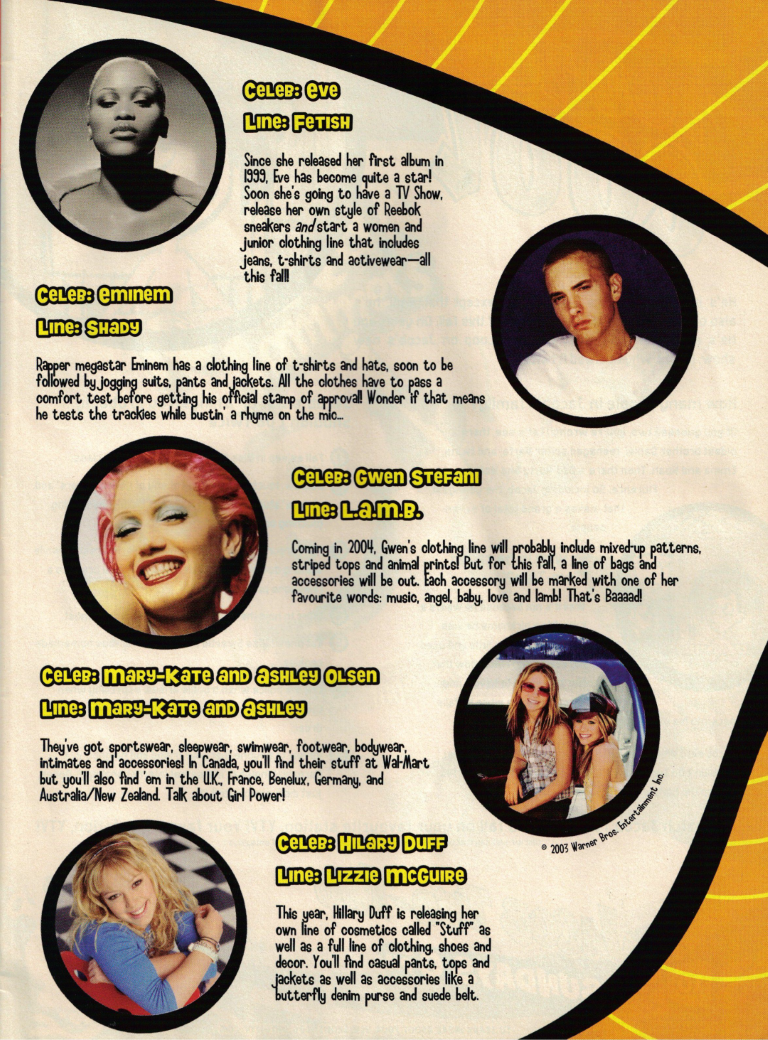 Celeb: Eve
Line: Fetish
Since she released her first album in
1999, Eve has become quite a star!
Soon she's going to have a TV Show,
release her own style of Reebok
sneakers and start a women and
junior clothing line that includes
jeans, t-shirts and activewear—all
this fall!
Celeb: Eminem
Line: Shady
Rapper megastar Eminem has a clothing line of t-shirts and hats, soon to be
followed by jogging suits, pants and jackets. All the clothes have to pass a
comfort test before getting his official stamp of approval! Wonder if that means
he tests the trackies while bustin' a rhyme on the mic...
Celeb: Gwen Stefani
Line: L.a.m.b.
Coming in 2004, Gwen's clothing line will probably include mixed-up patterns,
striped tops and animal prints! But for this fall, a line of bags and
accessories will be out. Each accessory will be marked with one of her
favourite words: music, angel, baby, love and lamb! That's Baaaad!
Celeb: Mary-Kate and Ashley Olsen
Line: Mary-Kate and Ashley
They've got sportswear, sleepwear, swimwear, footwear, bodywear,
intimates and accessories! In Canada, you'll find their stuff at Wal-Mart
but you'll also find 'em in the U.K., France, Benelux, Germany, and
Australia/New Zealand. Talk about Girl Power!
© 2003 Warner Bros. Entertainment Inc.
Celeb: Hilary Duff
Line: Lizzie McGuire
This year, Hillary Duff is releasing her
own line of cosmetics called "Stuff" as
well as a full line of clothing, shoes and
decor. You'll find casual pants, tops and
jackets as well as accessories like a
butterfly denim purse and suede belt.